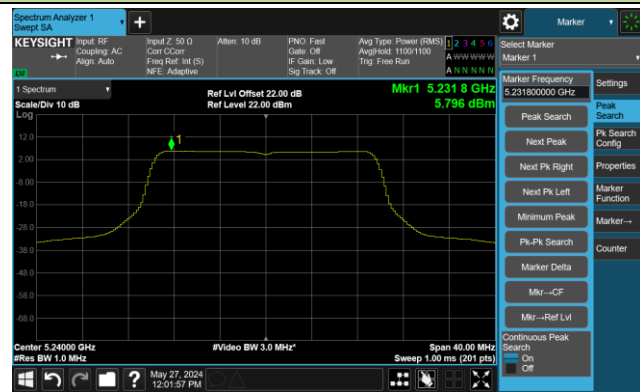 Spectrum Analyzer 1
Swept SA
+
Marker
KEYSIGHT
Input: RF
Coupling: AC
Align: Auto
Input Z: 50 Ω
Corr CCorr
Freq Ref: Int (S)
NFE: Adaptive
Atten: 10 dB
PNO: Fast
Gate: Off
IF Gain: Low
Sig Track: Off
Avg Type: Power (RMS)
Avg|Hold: 1100/1100
Trig: Free Run
1 2 3 4 5 6
A W W W W W
A N N N N N
Select Marker
Marker 1
LW
1 Spectrum
Scale/Div 10 dB
Log
Ref Lvl Offset 22.00 dB
Ref Level 22.00 dBm
Mkr1 5.231 8 GHz
5.796 dBm
1
12.0
2.00
-8.00
-18.0
-28.0
-38.0
-48.0
-58.0
-68.0
Center 5.24000 GHz
#Res BW 1.0 MHz
#Video BW 3.0 MHz*
Span 40.00 MHz
Sweep 1.00 ms (201 pts)
Marker Frequency
5.231800000 GHz
Peak Search
Next Peak
Next Pk Right
Next Pk Left
Minimum Peak
Pk-Pk Search
Marker Delta
Mkr→CF
Mkr→Ref Lvl
Continuous Peak
Search
On
Off
Settings
Peak
Search
Pk Search
Config
Properties
Marker
Function
Marker→
Counter
?
May 27, 2024
12:01:57 PM